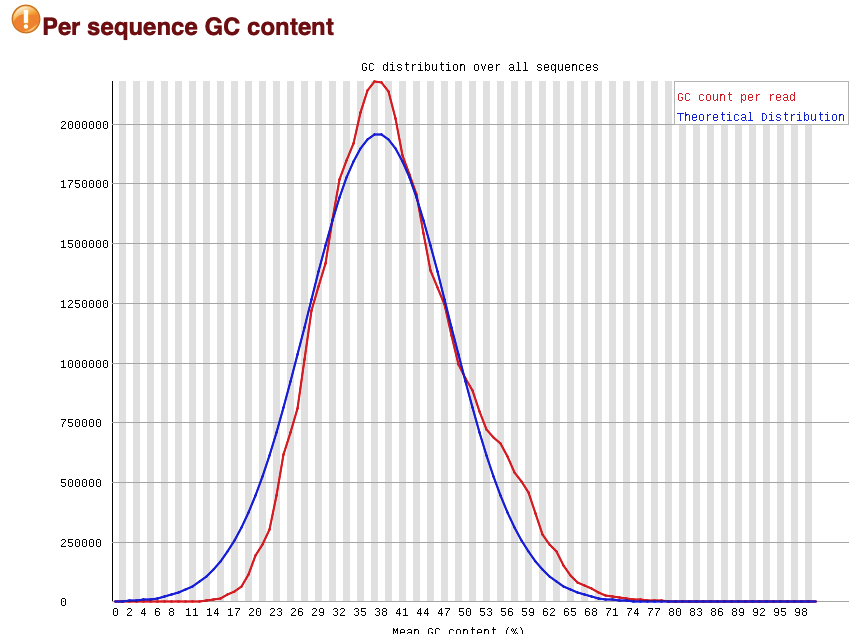 !
Per sequence GC content
GC distribution over all sequences
GC count per read
Theoretical Distribution
2000000
1750000
1500000
1250000
1000000
750000
500000
250000
0
0 2 4 6 8 11 14 17 20 23 26 29 32 35 38 41 44 47 50 53 56 59 62 65 68 71 74 77 80 83 86 89 92 95 98
Mean GC content (%)